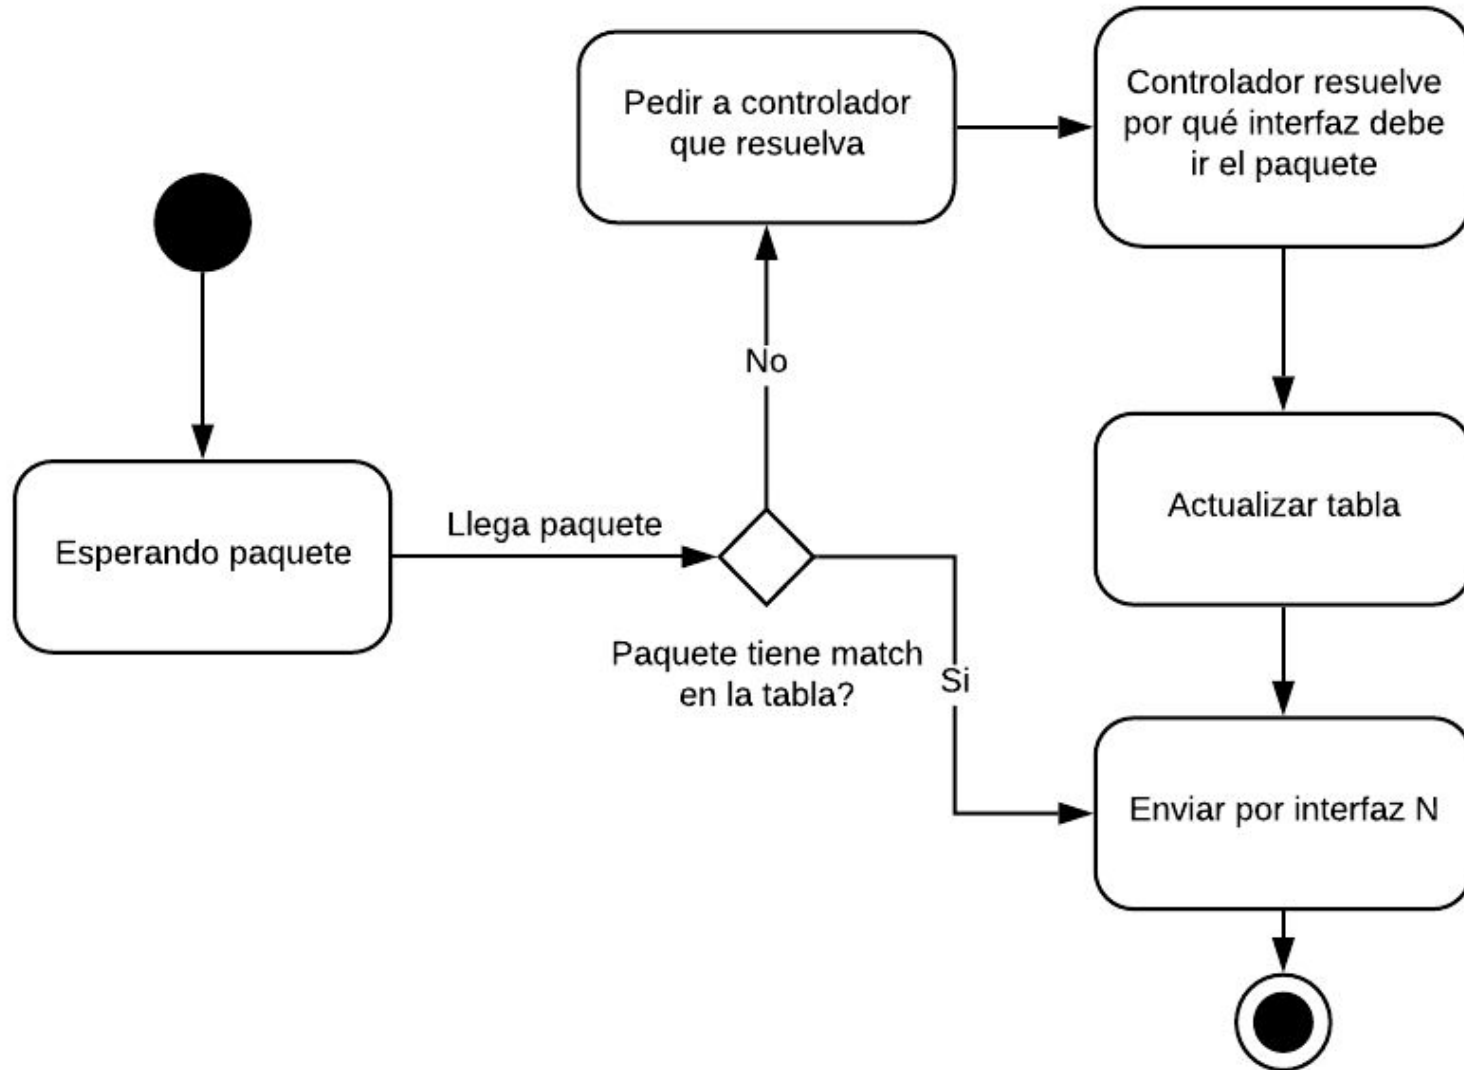 Pedir a controlador
que resuelva
Controlador resuelve
por qué interfaz debe
ir el paquete
No
Esperando paquete
Llega paquete
Actualizar tabla
Paquete tiene match
en la tabla?
Si
Enviar por interfaz N